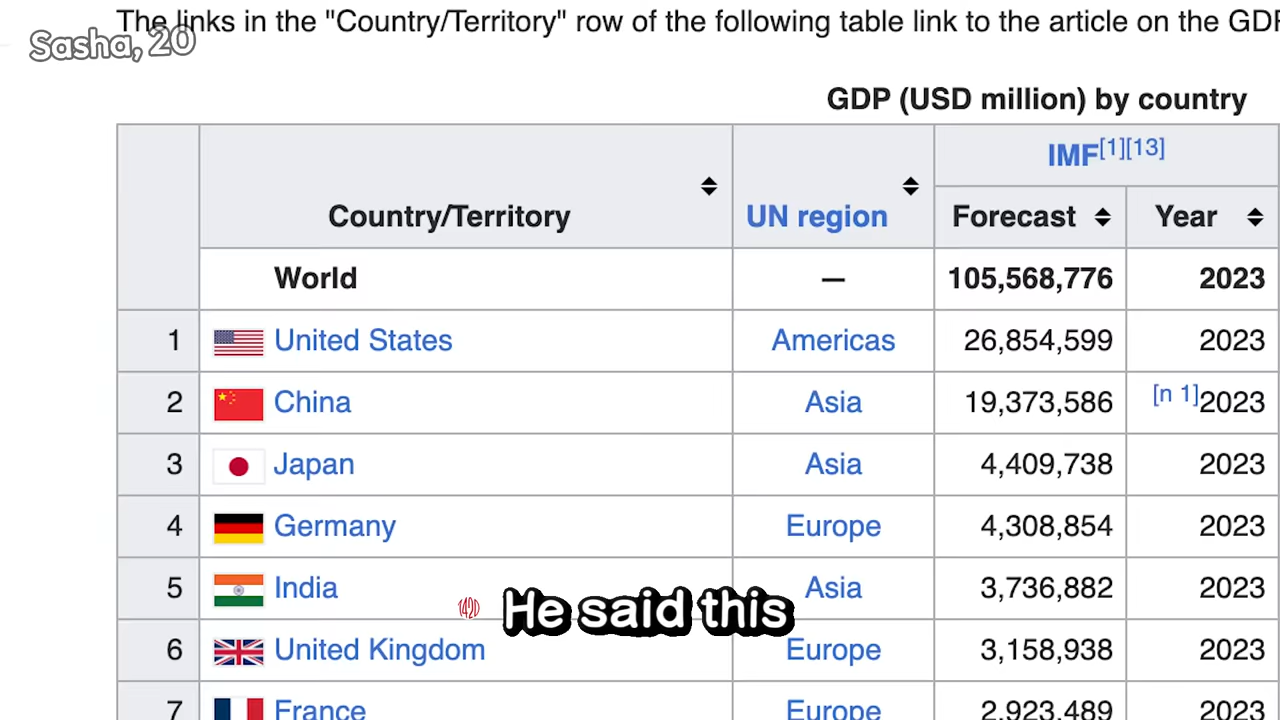 The links in the "Country/Territory" row of the following table link to the article on the GDP
Sasha, 20
GDP (USD million) by country
Country/Territory UN region IMF[1][13]
Forecast Year
World — 105,568,776 2023
1 United States Americas 26,854,599 2023
2 China Asia 19,373,586 [n 1]2023
3 Japan Asia 4,409,738 2023
4 Germany Europe 4,308,854 2023
5 India Asia 3,736,882 2023
1420 He said this
6 United Kingdom Europe 3,158,938 2023
7 France Europe 2,923,489 2023